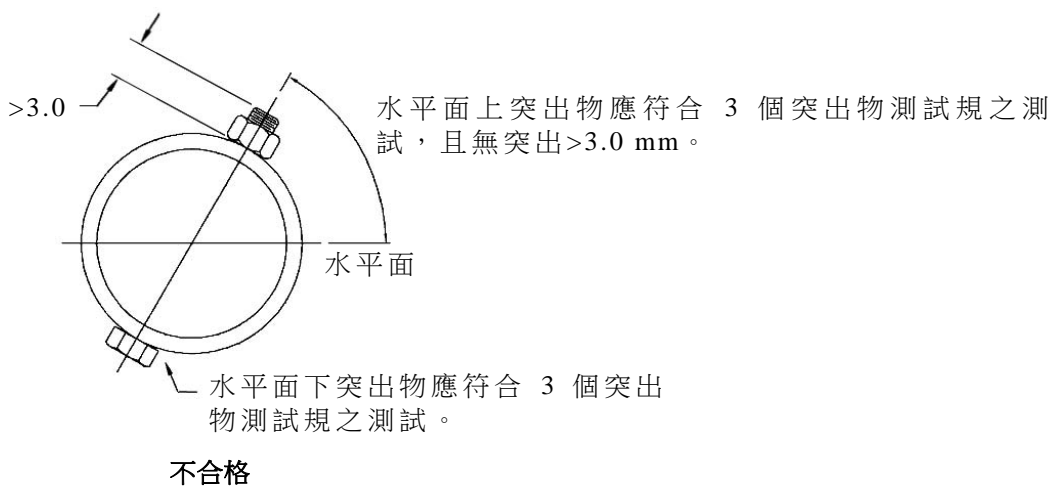 >3.0
水平面上突出物應符合 3 個突出物測試規之測
試，且無突出>3.0 mm。
水平面
水平面下突出物應符合 3 個突出
物測試規之測試。
不合格